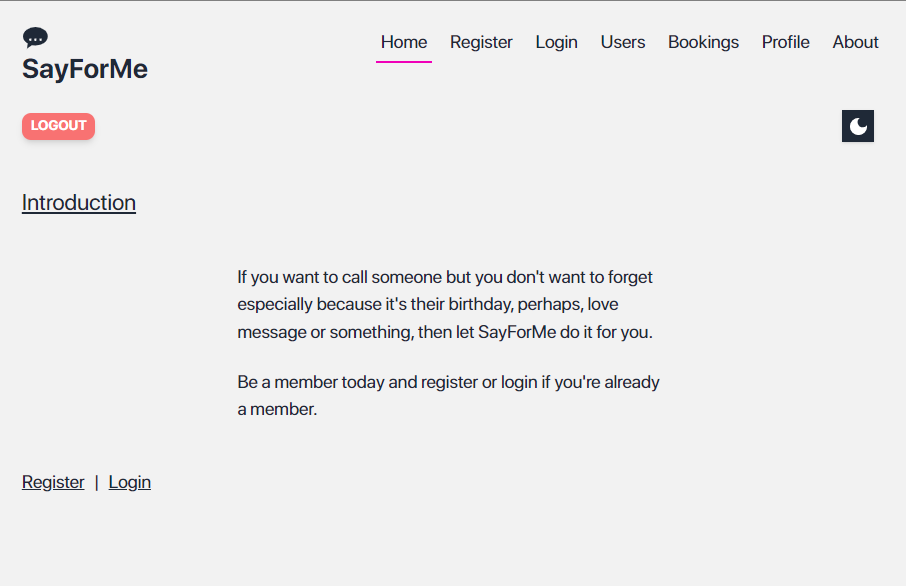 SayForMe
Home Register Login Users Bookings Profile About
LOGOUT
Introduction
If you want to call someone but you don't want to forget
especially because it's their birthday, perhaps, love
message or something, then let SayForMe do it for you.
Be a member today and register or login if you're already
a member.
Register | Login